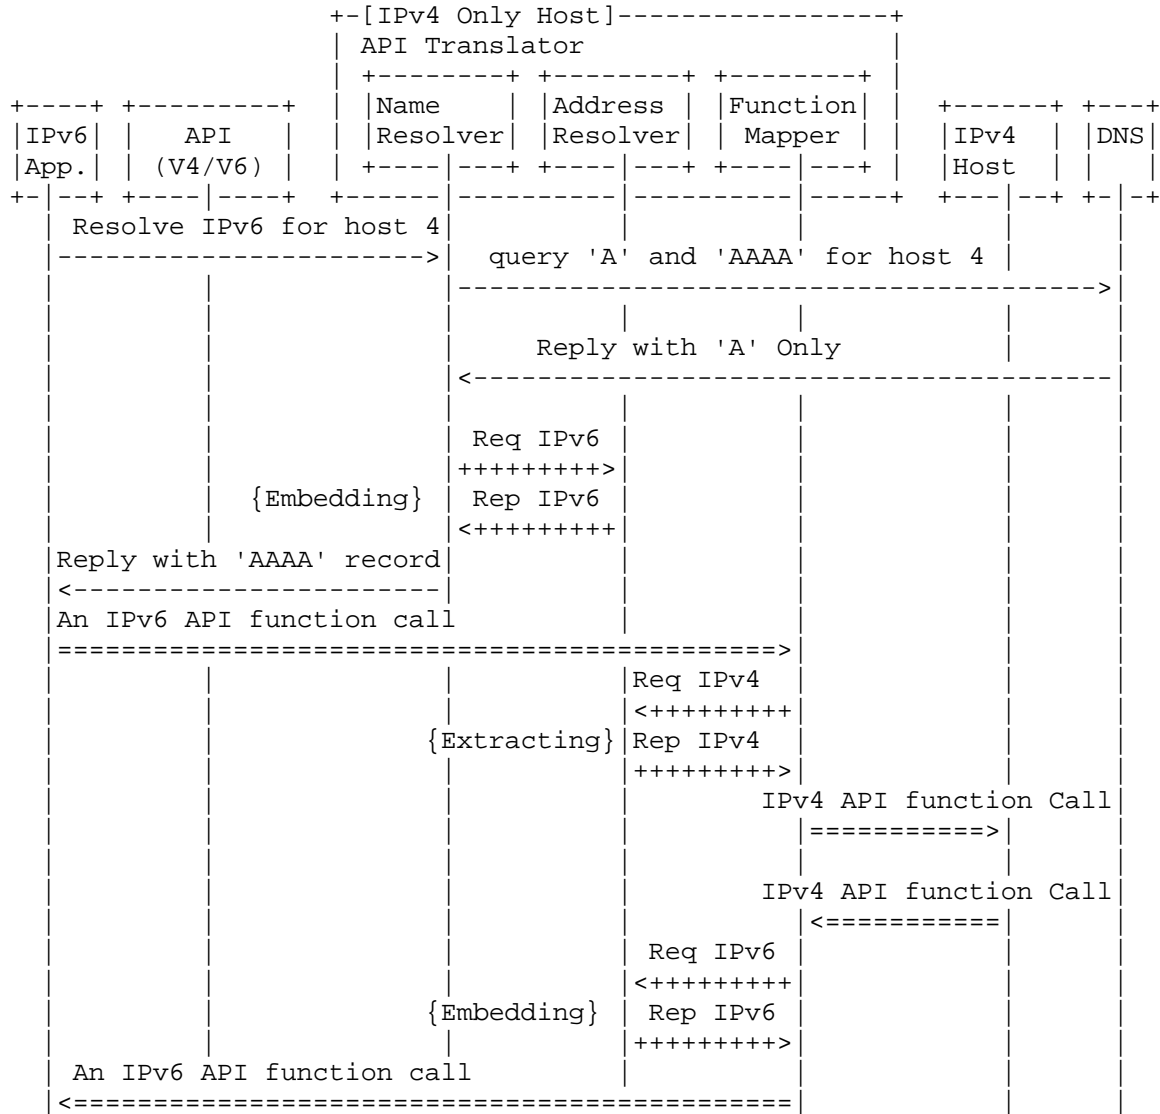 +-[IPv4 Only Host]-----------------+
| API Translator                   |
| +--------+ +--------+ +--------+ |
+----+ +---------+  | |Name    | |Address | |Function| |  +------+ +---+
|IPv6| |   API   |  | |Resolver| |Resolver| | Mapper | |  |IPv4  | |DNS|
|App.| | (V4/V6) |  | +----|---+ +----|---+ +----|---+ |  |Host  | |   |
+-|--+ +----|----+  +------|----------|----------|-----+  +---|--+ +-|-+
| Resolve IPv6 for host 4| | | | |
|----------------------->| query 'A' and 'AAAA' for host 4 | |
| | |---------------------------------------->|
| | | | | | |
| | | Reply with 'A' Only | |
| | |<----------------------------------------|
| | | | | | |
| | | Req IPv6 | | | |
| | |+++++++++>| | | |
| | {Embedding} | Rep IPv6 | | | |
| | |<+++++++++| | | |
|Reply with 'AAAA' record| | | | |
|<-----------------------| | | | |
|An IPv6 API function call | | | |
|=============================================>| | |
| | | |Req IPv4 | | |
| | | |<+++++++++| | |
| | {Extracting}|Rep IPv4 | | |
| | | |+++++++++>| | |
| | | | IPv4 API function Call|
| | | | |===========>| |
| | | | | | |
| | | | IPv4 API function Call|
| | | | |<===========| |
| | | | Req IPv6 | | |
| | | |<+++++++++| | |
| | {Embedding} | Rep IPv6 | | |
| | | |+++++++++>| | |
| An IPv6 API function call | | | |
|<=============================================| | |